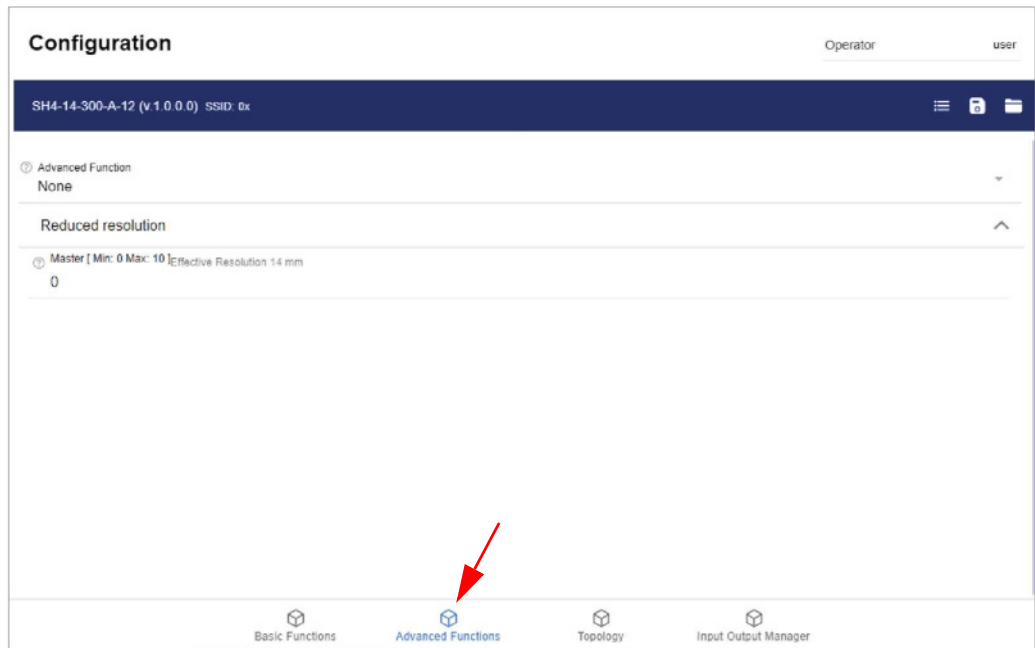 Configuration
Operator user
SH4-14-300-A-12 (v.1.0.0.0) SSID: 0x
Advanced Function
None
Reduced resolution
Master [ Min: 0 Max: 10 ]Effective Resolution 14 mm
0
Basic Functions Advanced Functions Topology Input Output Manager